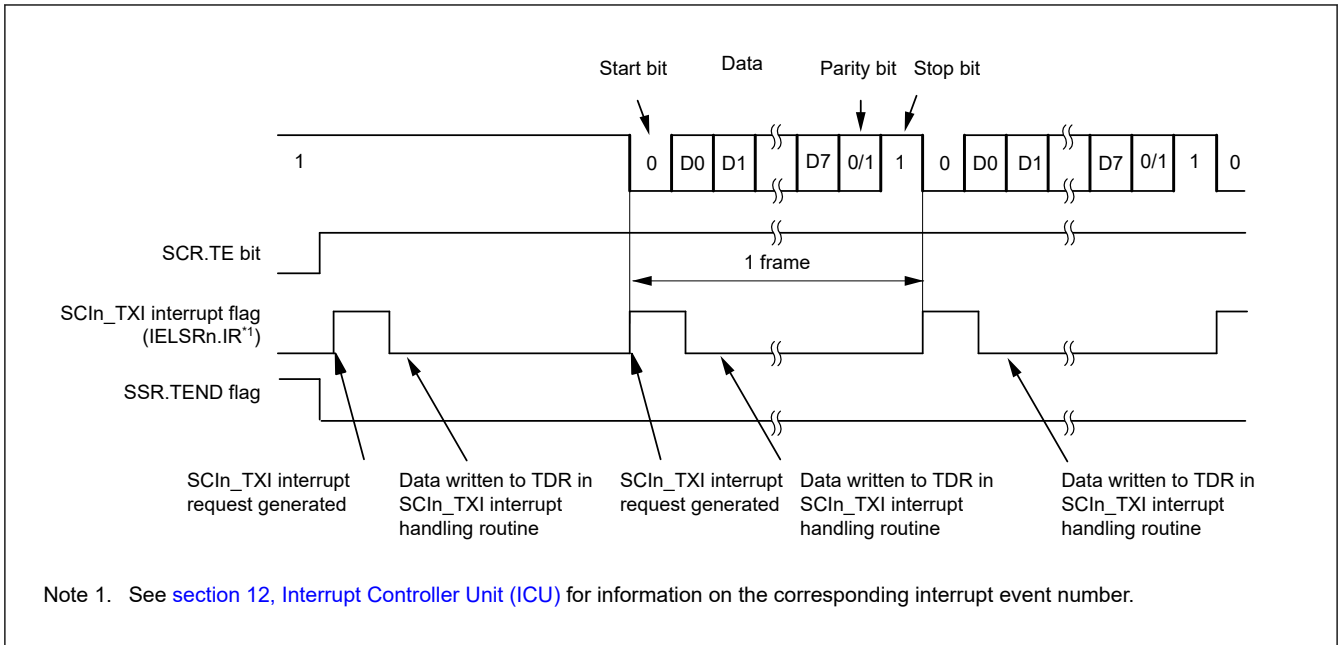 Start bit
Data
Parity bit
Stop bit
1
0 D0 D1 D7 0/1 1 0 D0 D1 D7 0/1 1 0
SCR.TE bit
1 frame
SCIn_TXI interrupt flag
(IELSRn.IR*1)
SSR.TEND flag
SCIn_TXI interrupt
request generated
Data written to TDR in
SCIn_TXI interrupt
handling routine
SCIn_TXI interrupt
request generated
Data written to TDR in
SCIn_TXI interrupt
handling routine
Data written to TDR in
SCIn_TXI interrupt
handling routine
Note 1. See section 12, Interrupt Controller Unit (ICU) for information on the corresponding interrupt event number.